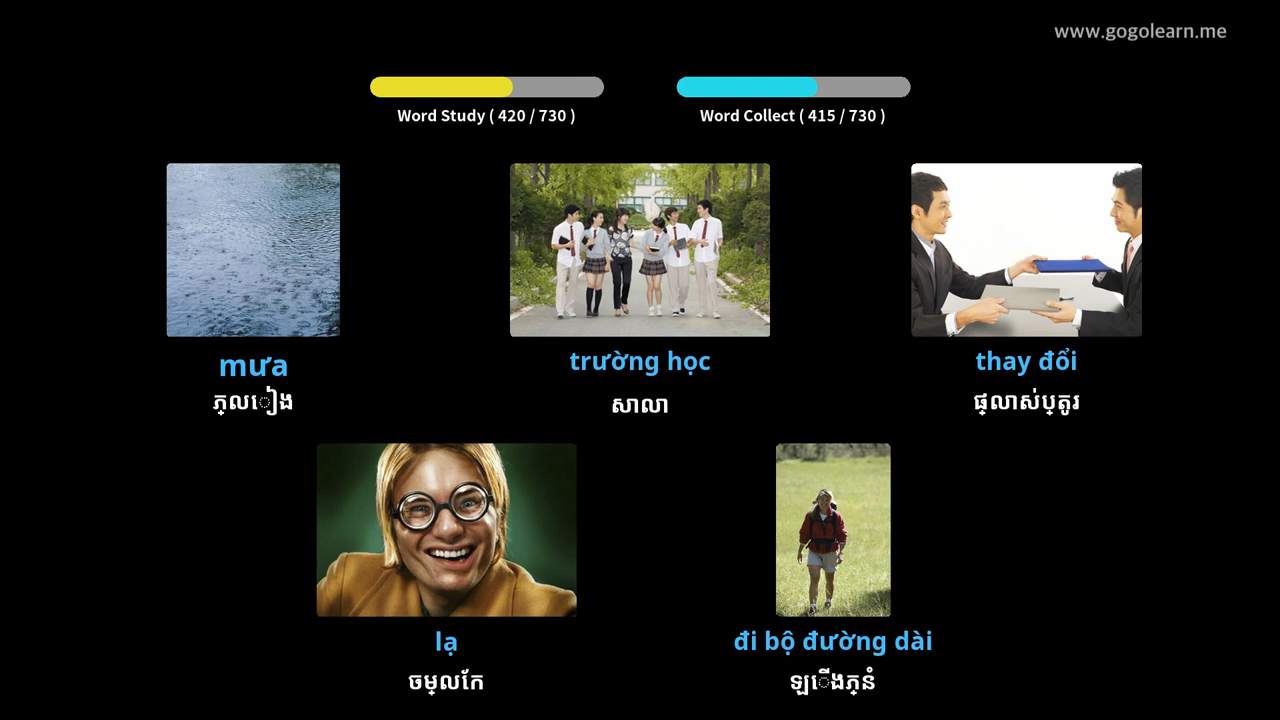 www.gogolearn.me
Word Study ( 420 / 730 )
Word Collect ( 415 / 730 )
mưa
ភ្លៀង
trường học
សាលា
thay đổi
ផ្លាស់ប្តូរ
lạ
ចម្លែក
đi bộ đường dài
ឡើងភ្នំ